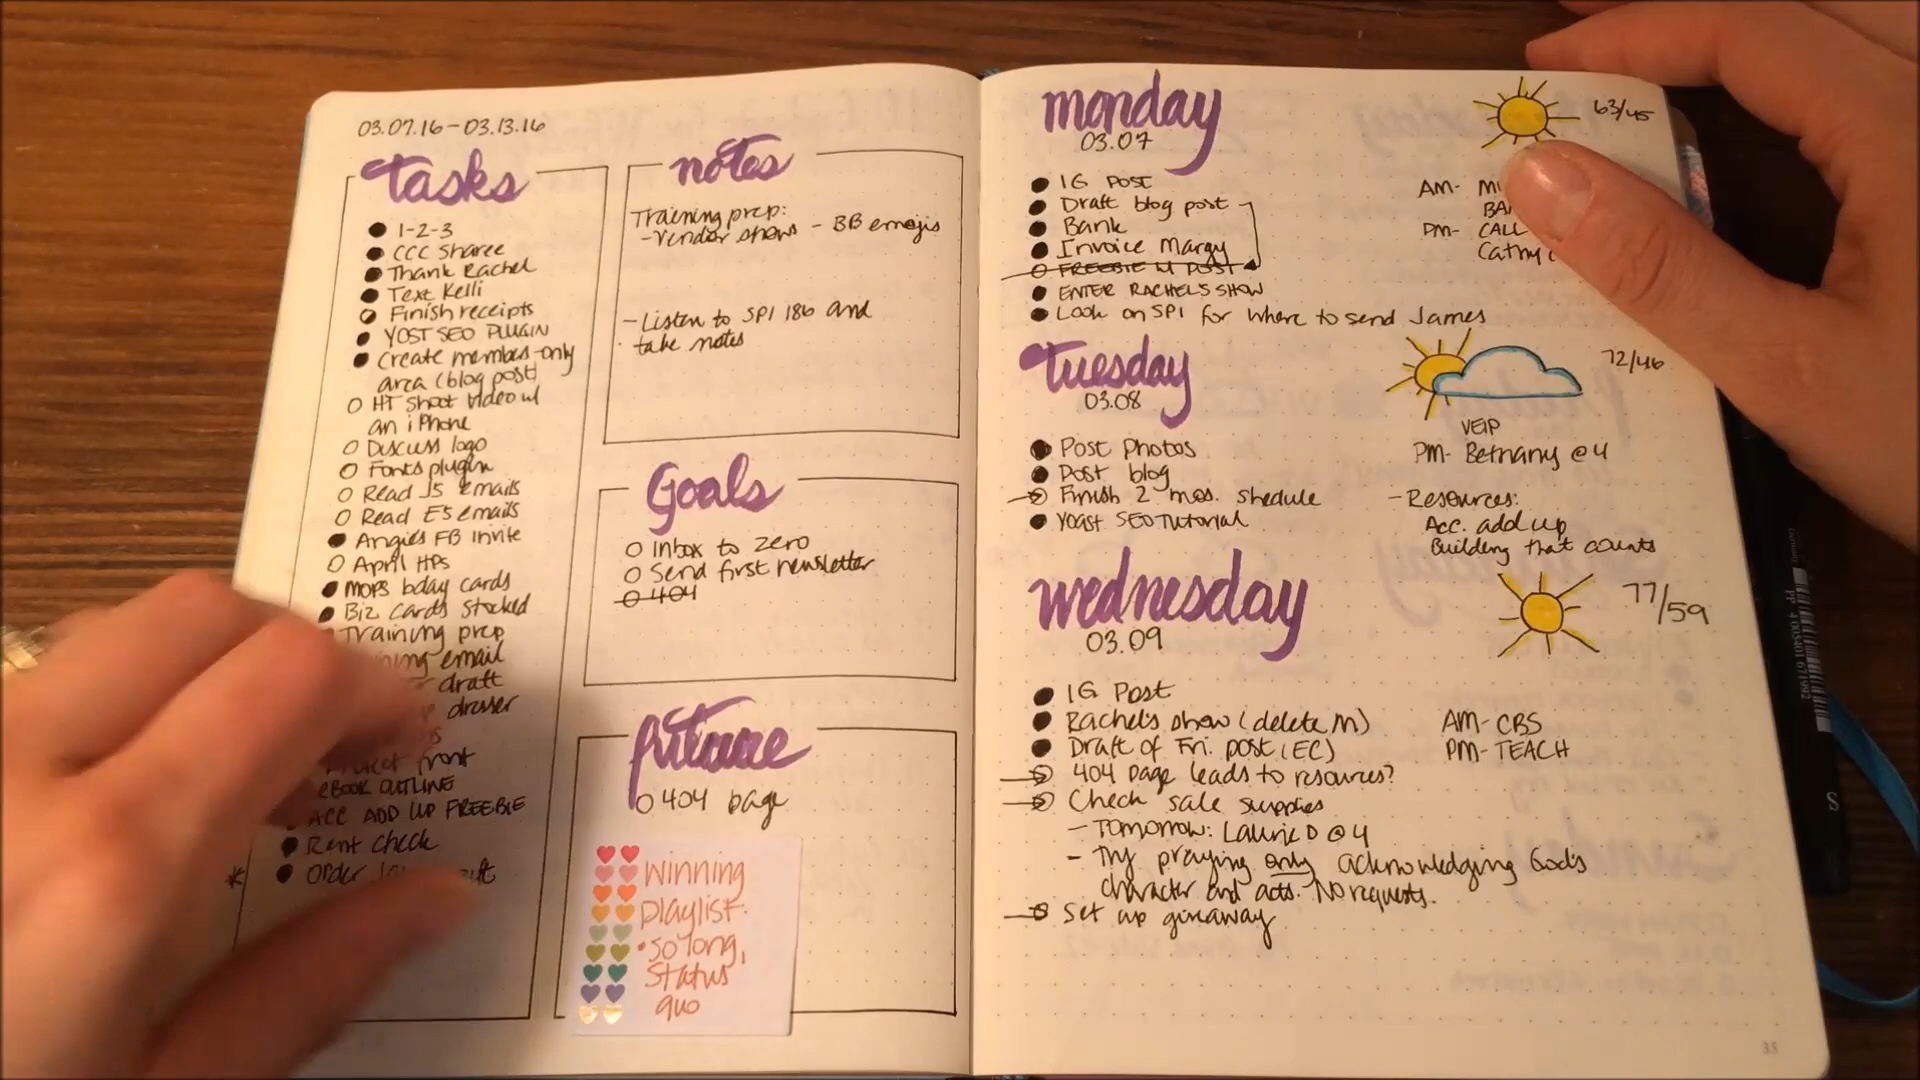 03.07.16-03.13.16
tasks
1-2-3
CCC Sharee
Thank Rachel
Text Kelli
Finish receipts
YOST SEO PLUGIN
Create member-only
area (blog post)
HT shoot video w/
an iPhone
Discuss logo
Fonts plugin
Read JS emails
Read ES emails
Angie's FB invite
April HPs
MOPS bday cards
Biz cards stocked
Training prep
email
draft
dresser
front
eBOOK OUTLINE
ACC ADD UP FREEBIE
Rent check
* Order
notes
Training prep:
-Vendor shows - BB emojis
-Listen to SPI 186 and
take notes
Goals
Inbox to zero
Send first newsletter
404
future
404 page
Winning
Playlist.
• So long,
Status
quo
monday
03.07
63/45
IG Post
Draft blog post
Bank
Invoice Margy
FREEBIE W/ POST
ENTER RACHEL'S SHOW
Look on SPI for where to send James
AM-
PM- CALL
Cathy
tuesday
03.08
72/46
Post Photos
Post blog
Finish 2 mos. shedule
Yoast SEO Tutorial
VEIP
PM- Bethany @ 4
-Resources:
Acc. add up
Building that counts
wednesday
03.09
77/59
IG Post
Rachel's show (delete M)
Draft of Fri. post (EC)
404 page leads to resources?
Check sale supplies
- Tomorrow: Laurie D @ 4
- Try praying only acknowledging God's
character and acts. No requests.
Set up giveaway
AM-CBS
PM-TEACH
35